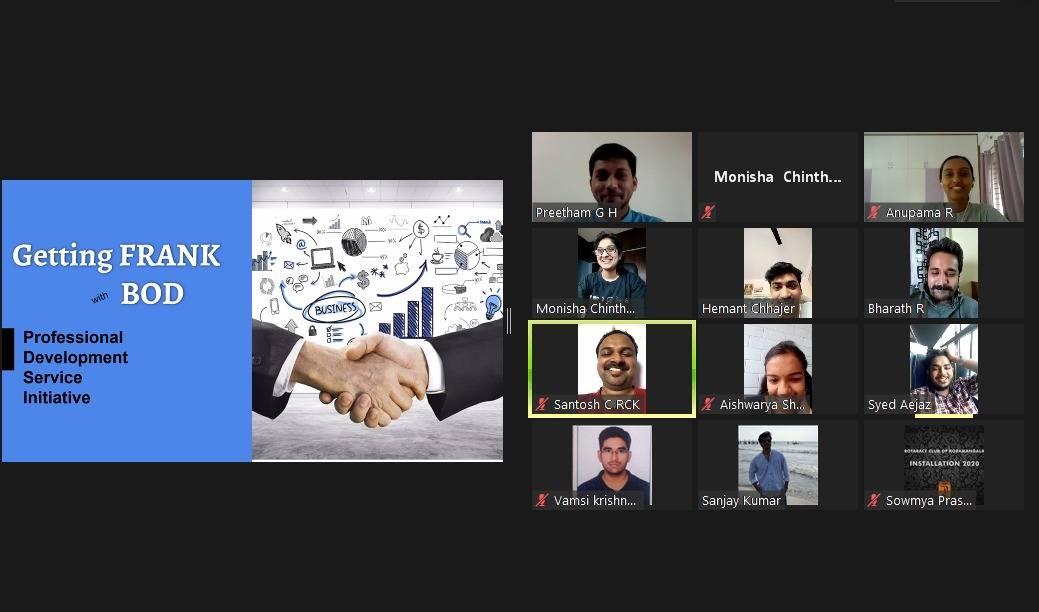 Getting FRANK
with BOD
Professional
Development
Service
Initiative
BUSINESS
Preetham G H
Monisha Chinth...
Anupama R
Monisha Chinth...
Hemant Chhajer
Bharath R
Santosh C RCK
Aishwarya Sh...
Syed Aejaz
Vamsi krishn...
Sanjay Kumar
ROTARACT CLUB OF KORAMANGALA
INSTALLATION 2020
Sowmya Pras...